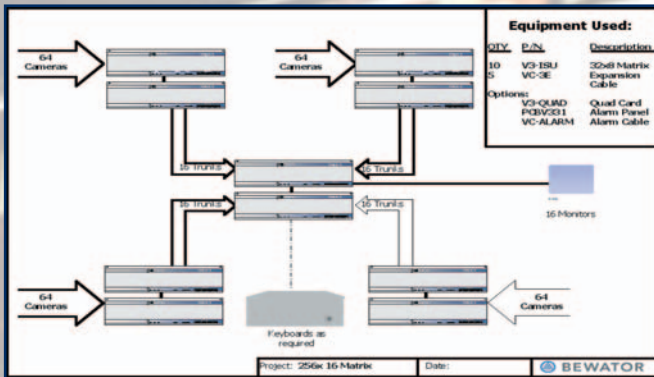 64
Cameras
64
Cameras
Equipment Used:
QTY P/N Description
10 V3-ISU 32x8 Matrix
5 VC-3E Expansion
Cable
Options:
V3-QUAD Quad Card
PCBV331 Alarm Panel
VC-ALARM Alarm Cable
16 Trunks
16 Trunks
16 Trunks
16 Trunks
16 Monitors
64
Cameras
64
Cameras
Keyboards as
required
Project: 256x 16 Matrix
Date:
BEWATOR